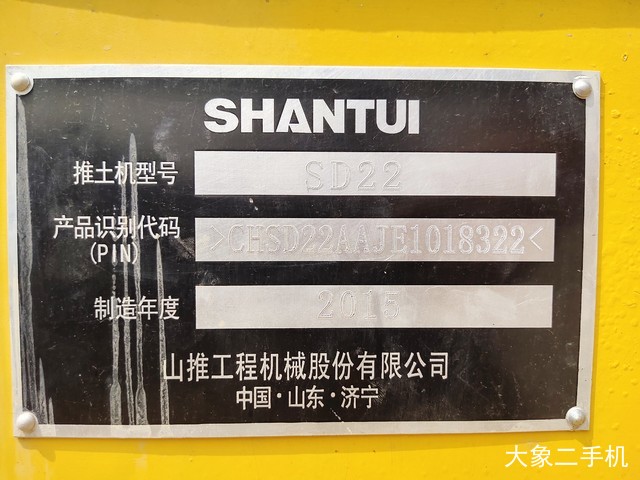 SHANTUI
推土机型号 SD22
产品识别代码 >CHSD22AAJE1018322<
(PIN)
制造年度 2015
山推工程机械股份有限公司
中国·山东·济宁
大象二手机